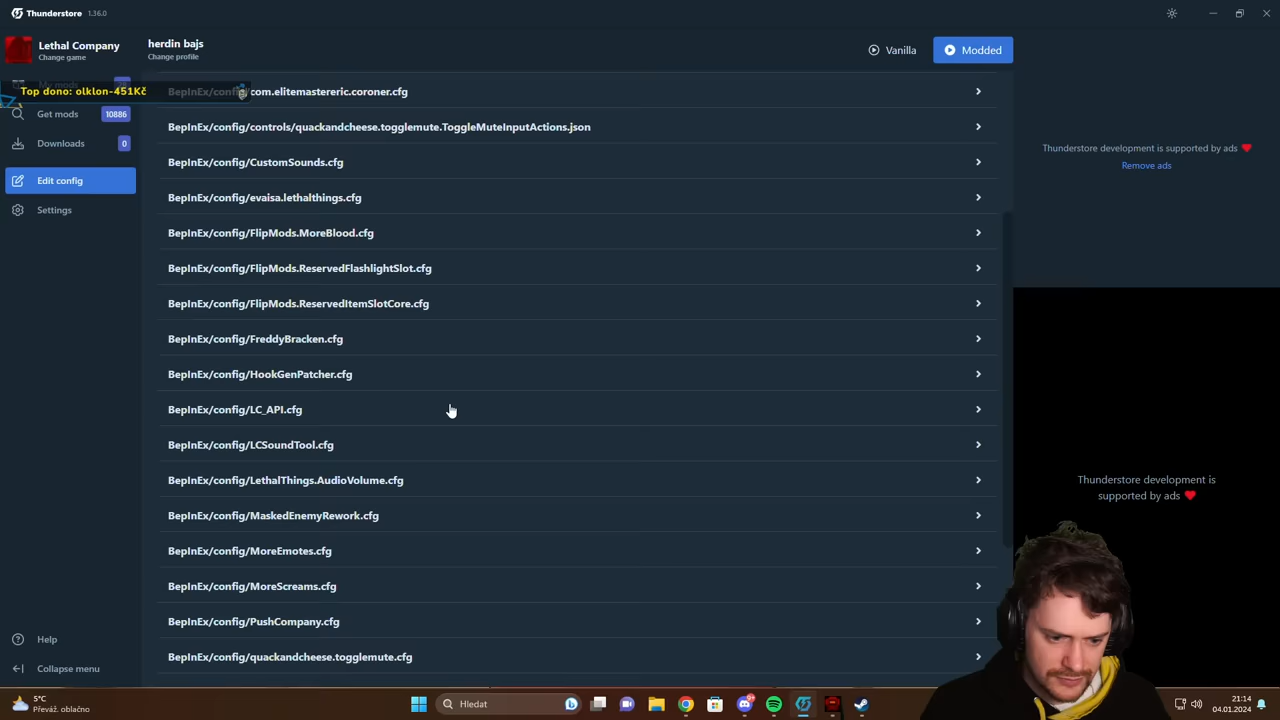 Thunderstore 1.36.0
Lethal Company
Change game
herdin bajs
Change profile
Vanilla
Modded
My mods
Top dono: olklon-451Kč
Get mods 10886
Downloads 0
Edit config
Settings
Help
Collapse menu
BepInEx/config/com.elitemastereric.coroner.cfg
BepInEx/config/controls/quackandcheese.togglemute.ToggleMuteInputActions.json
BepInEx/config/CustomSounds.cfg
BepInEx/config/evaisa.lethalthings.cfg
BepInEx/config/FlipMods.MoreBlood.cfg
BepInEx/config/FlipMods.ReservedFlashlightSlot.cfg
BepInEx/config/FlipMods.ReservedItemSlotCore.cfg
BepInEx/config/FreddyBracken.cfg
BepInEx/config/HookGenPatcher.cfg
BepInEx/config/LC_API.cfg
BepInEx/config/LCSoundTool.cfg
BepInEx/config/LethalThings.AudioVolume.cfg
BepInEx/config/MaskedEnemyRework.cfg
BepInEx/config/MoreEmotes.cfg
BepInEx/config/MoreScreams.cfg
BepInEx/config/PushCompany.cfg
BepInEx/config/quackandcheese.togglemute.cfg
Thunderstore development is supported by ads
Remove ads
Thunderstore development is
supported by ads
5°C
Převáž. oblačno
Hledat
21:14
04.01.2024